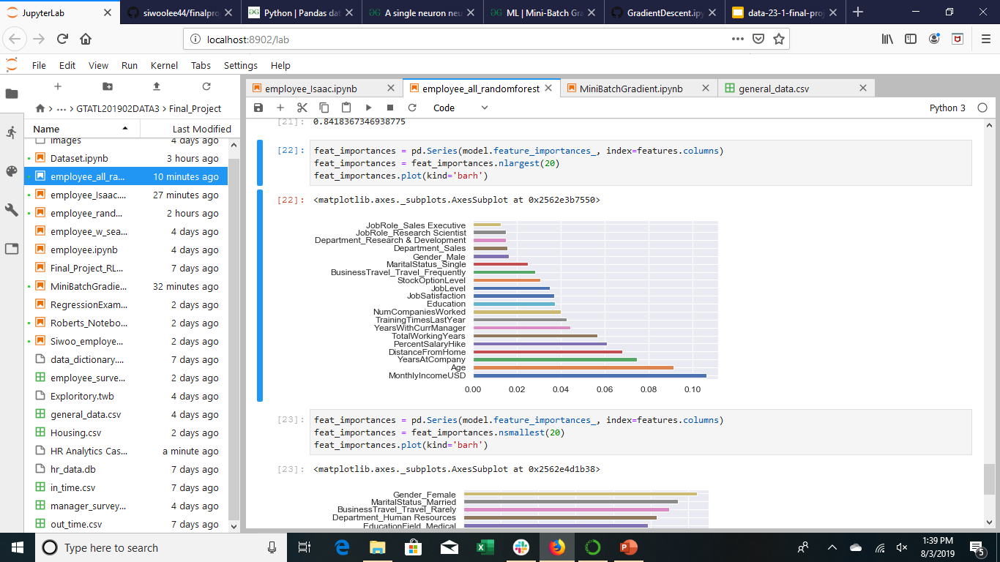 JupyterLab
siwoolee44/finalpro
Python | Pandas dat
A single neuron neu
ML | Mini-Batch Gra
GradientDescent.ipy
data-23-1-final-proj
localhost:8902/lab
File Edit View Run Kernel Tabs Settings Help
employee_Isaac.ipynb
employee_all_randomforest
MiniBatchGradient.ipynb
general_data.csv
Code
Python 3
... > GTATL201902DATA3 > Final_Project
Name Last Modified
images 4 days ago
Dataset.ipynb 3 hours ago
employee_all_ra... 10 minutes ago
employee_Isaac.... 27 minutes ago
employee_rand... 2 hours ago
employee_w_sea... 4 days ago
employee.ipynb 4 days ago
Final_Project_RL... 7 days ago
MiniBatchGradie... 32 minutes ago
RegressionExam... 2 days ago
Roberts_Notebo... 2 days ago
Siwoo_employe... 2 days ago
data_dictionary.... 7 days ago
employee_surve... 2 days ago
Exploritory.twb 4 days ago
general_data.csv 4 days ago
Housing.csv 2 days ago
HR Analytics Cas... a minute ago
hr_data.db 7 days ago
in_time.csv 7 days ago
manager_survey... 4 days ago
out_time.csv 7 days ago
[21]: 0.8418367346938775
[22]: feat_importances = pd.Series(model.feature_importances_, index=features.columns)
feat_importances = feat_importances.nlargest(20)
feat_importances.plot(kind='barh')
[22]: <matplotlib.axes._subplots.AxesSubplot at 0x2562e3b7550>
JobRole_Sales Executive
JobRole_Research Scientist
Department_Research & Development
Department_Sales
Gender_Male
MaritalStatus_Single
BusinessTravel_Travel_Frequently
StockOptionLevel
JobLevel
JobSatisfaction
Education
NumCompaniesWorked
TrainingTimesLastYear
YearsWithCurrManager
TotalWorkingYears
PercentSalaryHike
DistanceFromHome
YearsAtCompany
Age
MonthlyIncomeUSD
0.00 0.02 0.04 0.06 0.08 0.10
[23]: feat_importances = pd.Series(model.feature_importances_, index=features.columns)
feat_importances = feat_importances.nsmallest(20)
feat_importances.plot(kind='barh')
[23]: <matplotlib.axes._subplots.AxesSubplot at 0x2562e4d1b38>
Gender_Female
MaritalStatus_Married
BusinessTravel_Travel_Rarely
Department_Human Resources
EducationField_Medical
Type here to search
1:39 PM
8/3/2019
5